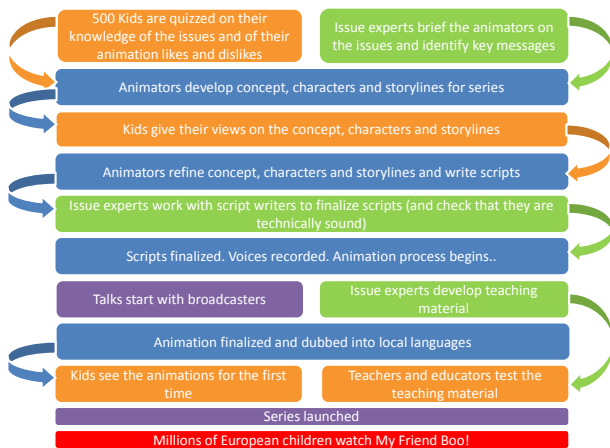 500 Kids are quizzed on their
knowledge of the issues and of their
animation likes and dislikes
Issue experts brief the animators
on the issues and identify key messages
Animators develop concept, characters and storylines for series
Kids give their views on the concept, characters and storylines
Animators refine concept, characters and storylines and write scripts
Issue experts work with script writers to finalize scripts (and check that they are
technically sound)
Scripts finalized. Voices recorded. Animation process begins..
Talks start with broadcasters
Issue experts develop teaching
material
Animation finalized and dubbed into local languages
Kids see the animations for the first
time
Teachers and educators test the
teaching material
Series launched
Millions of European children watch My Friend Boo!